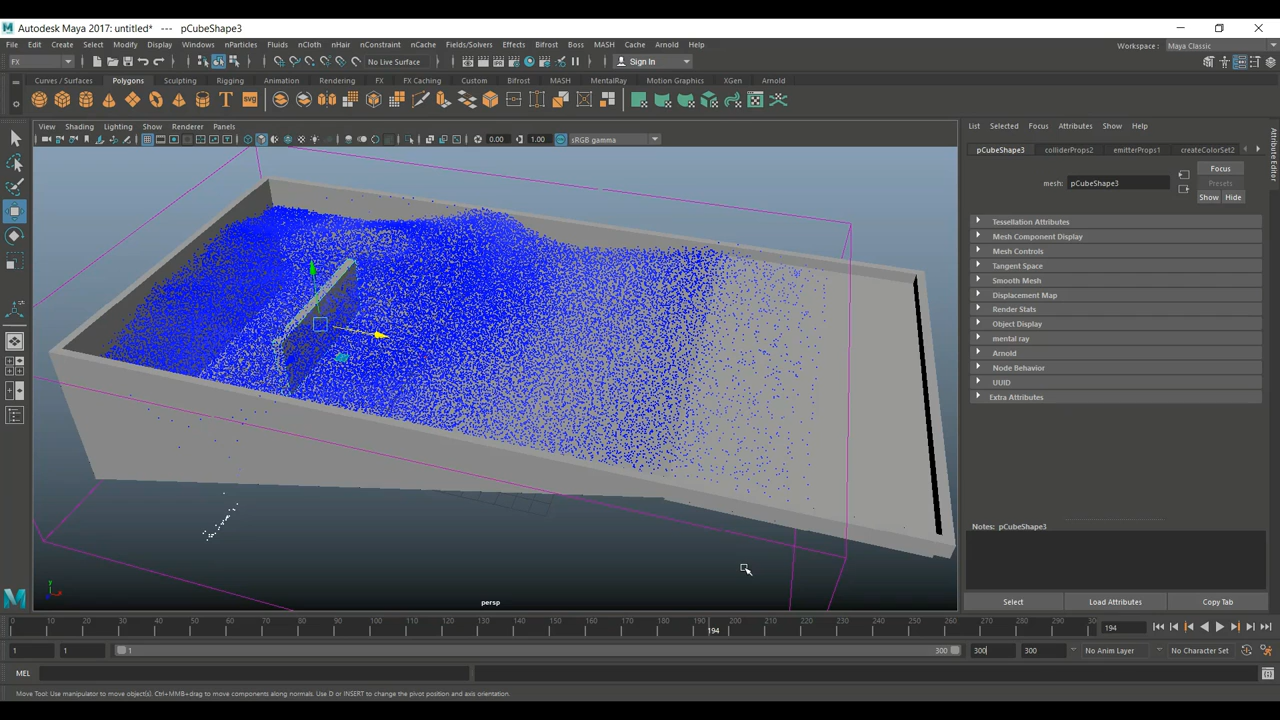 Autodesk Maya 2017: untitled* --- pCubeShape3
File Edit Create Select Modify Display Windows nParticles Fluids nCloth nHair nConstraint nCache Fields/Solvers Effects Bifrost Boss MASH Cache Arnold Help
Workspace : Maya Classic
FX No Live Surface Sign In
Curves / Surfaces Polygons Sculpting Rigging Animation Rendering FX FX Caching Custom Bifrost MASH MentalRay Motion Graphics XGen Arnold
View Shading Lighting Show Renderer Panels
0.00 1.00 sRGB gamma
persp
List Selected Focus Attributes Show Help
pCubeShape3 colliderProps2 emitterProps1 createColorSet2
Focus
mesh: pCubeShape3
Presets
Show Hide
Tessellation Attributes
Mesh Component Display
Mesh Controls
Tangent Space
Smooth Mesh
Displacement Map
Render Stats
Object Display
mental ray
Arnold
Node Behavior
UUID
Extra Attributes
Notes: pCubeShape3
Select Load Attributes Copy Tab
Attribute Editor
0 10 20 30 40 50 60 70 80 90 100 110 120 130 140 150 160 170 180 190 200 210 220 230 240 250 260 270 280 290 30
194
194
1 1 1 300 300 300 No Anim Layer No Character Set
MEL
Move Tool: Use manipulator to move object(s). Ctrl+MMB+drag to move components along normals. Use D or INSERT to change the pivot position and axis orientation.